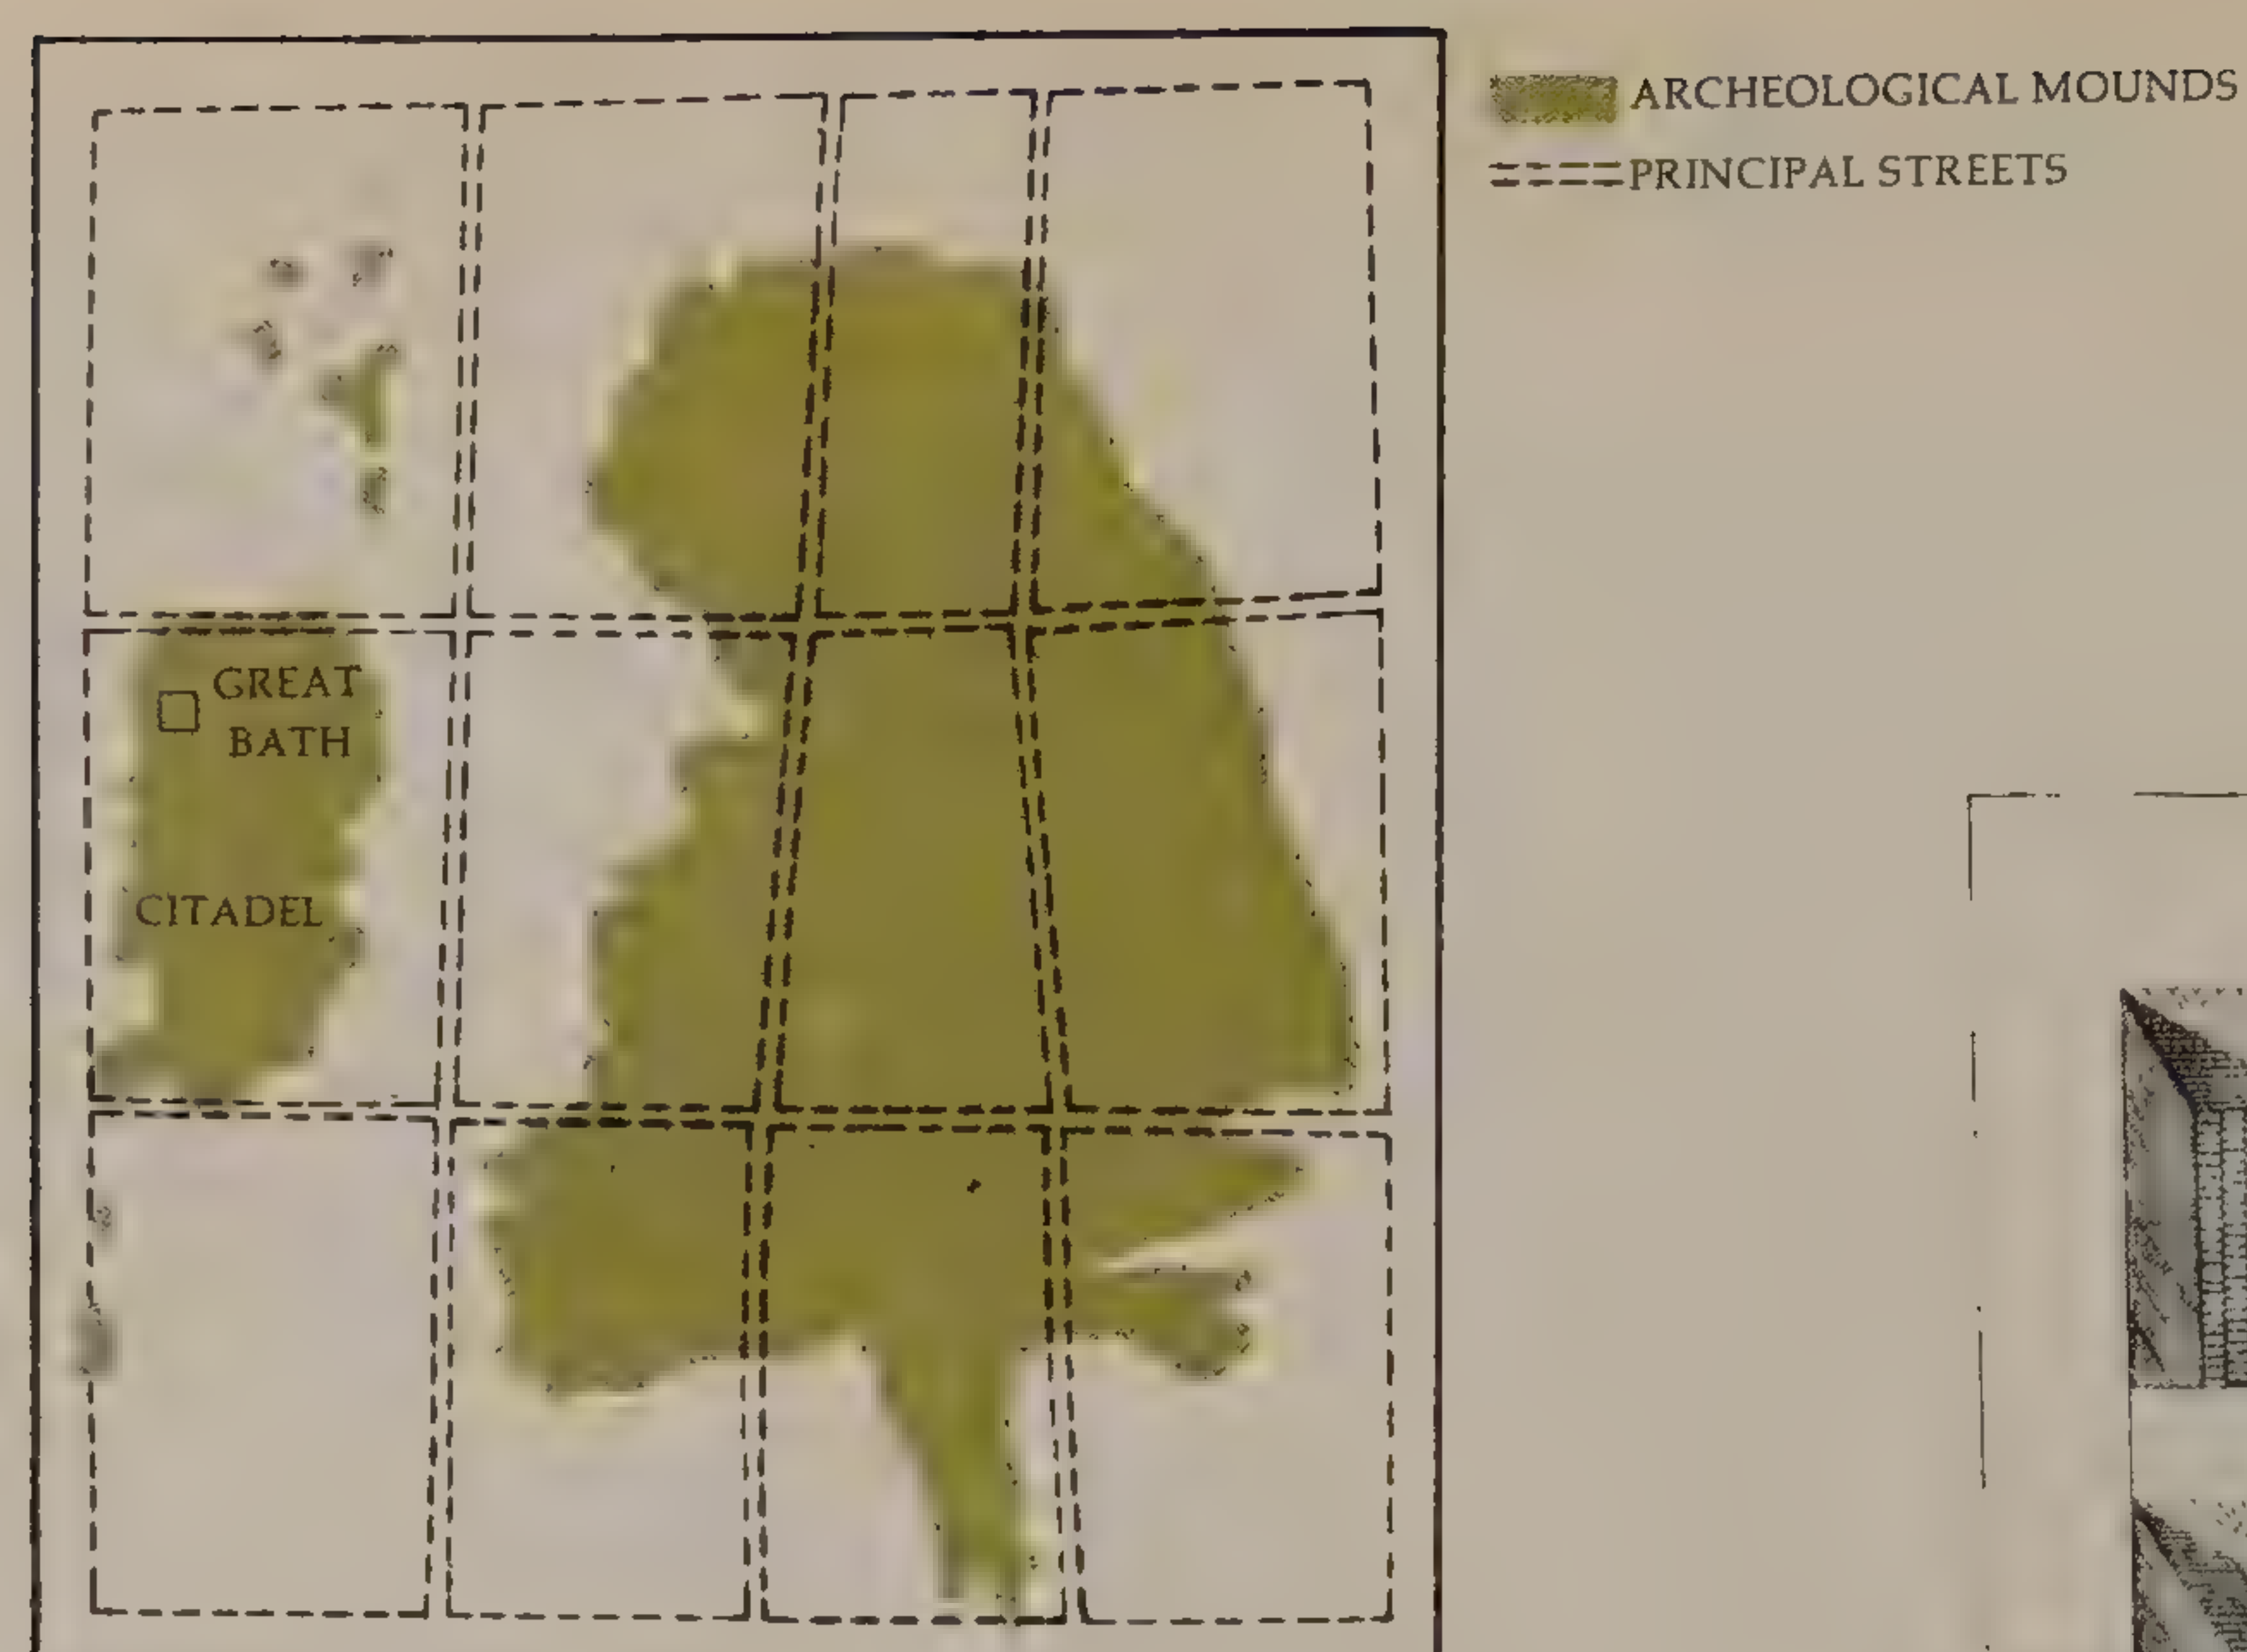 ARCHEOLOGICAL MOUNDS
PRINCIPAL STREETS
GREAT
BATH
CITADEL